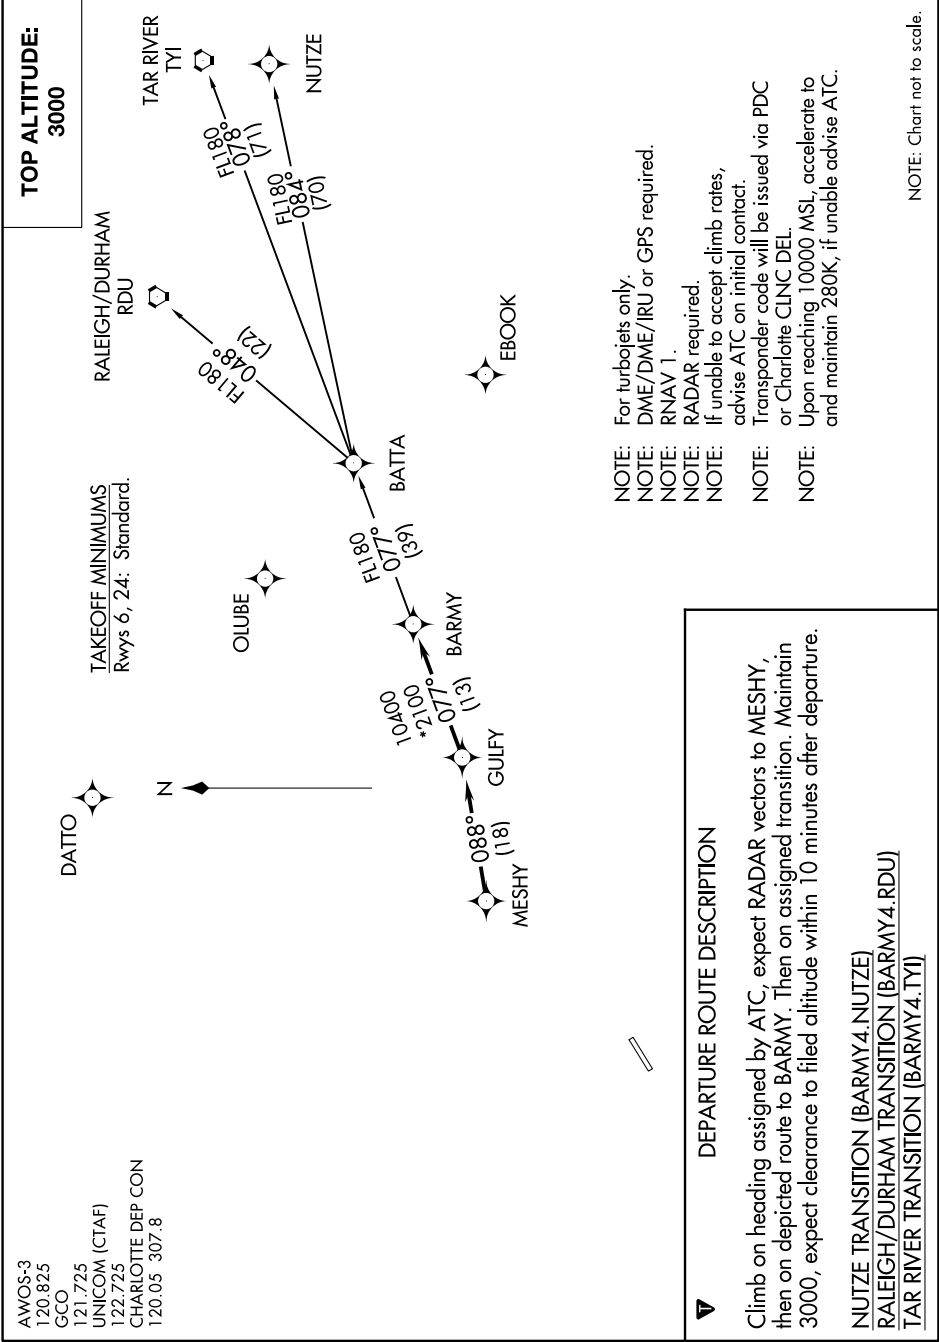 AWOS-3
120.825
GCO
121.725
UNICOM (CTAF)
122.725
CHARLOTTE DEP CON
120.05 307.8
TOP ALTITUDE:
3000
TAKEOFF MINIMUMS
Rwys 6, 24: Standard.
RALEIGH/DURHAM
RDU
TAR RIVER
TYI
NUTZE
DATTO
N
OLUBE
EBOOK
MESHY
088°
(18)
GULFY
10400
*2100
077°
(13)
BARMY
FL180
077°
(39)
BATTA
FL180
048°
(22)
FL180
078°
(71)
FL180
084°
(70)
NOTE: For turbojets only.
NOTE: DME/DME/IRU or GPS required.
NOTE: RNAV 1.
NOTE: RADAR required.
NOTE: If unable to accept climb rates,
advise ATC on initial contact.
NOTE: Transponder code will be issued via PDC
or Charlotte CLNC DEL.
NOTE: Upon reaching 10000 MSL, accelerate to
and maintain 280K, if unable advise ATC.
NOTE: Chart not to scale.
T
DEPARTURE ROUTE DESCRIPTION
Climb on heading assigned by ATC, expect RADAR vectors to MESHY,
then on depicted route to BARMY. Then on assigned transition. Maintain
3000, expect clearance to filed altitude within 10 minutes after departure.
NUTZE TRANSITION (BARMY4.NUTZE)
RALEIGH/DURHAM TRANSITION (BARMY4.RDU)
TAR RIVER TRANSITION (BARMY4.TYI)